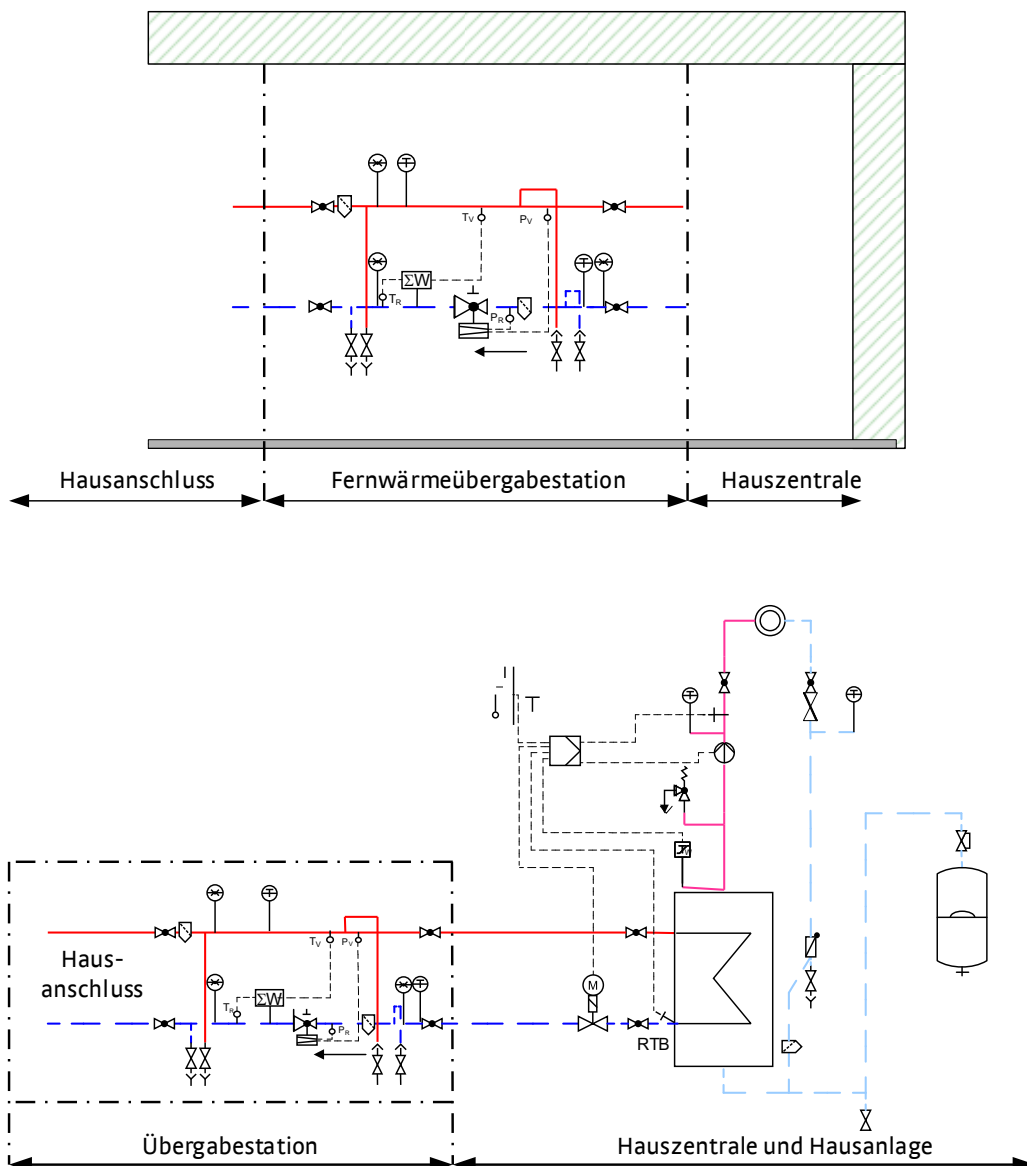 T_V
P_V
ΣW
T_R
P_R
Hausanschluss
Fernwärmeübergabestation
Hauszentrale
T
M
T_V
P_V
Haus-
anschluss
T_R
ΣW
P_R
RTB
Übergabestation
Hauszentrale und Hausanlage